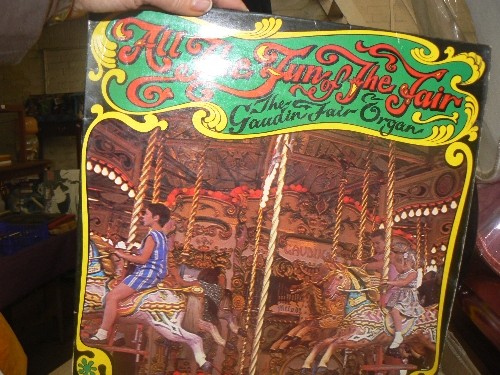 All The Fun of The Fair
The
Gaudin Fair Organ